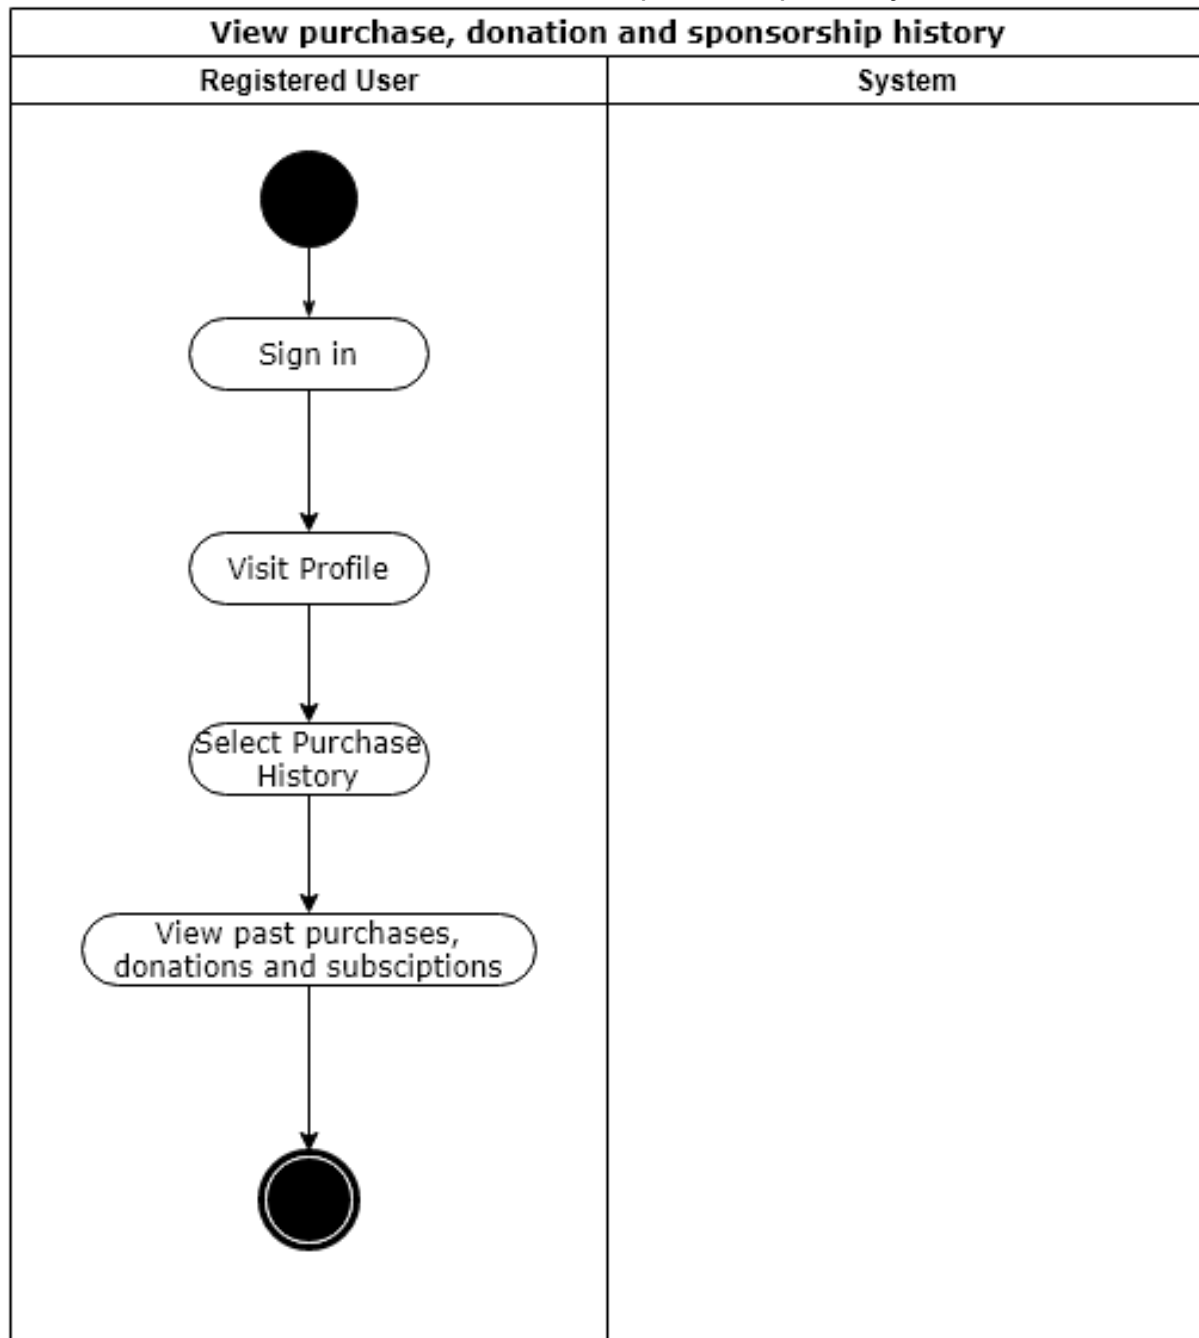 View purchase, donation and sponsorship history
Registered User
System
Sign in
Visit Profile
Select Purchase
History
View past purchases,
donations and subsciptions